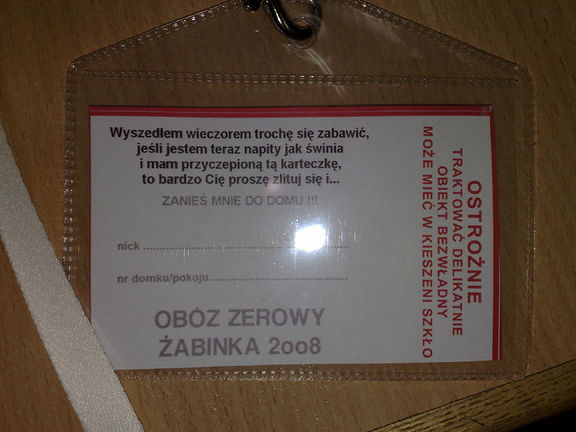 Wyszedłem wieczorem trochę się zabawić,
jeśli jestem teraz napity jak świnia
i mam przyczepioną tą karteczkę,
to bardzo Cię proszę zlituj się i...
ZANIEŚ MNIE DO DOMU !!!
nick ..........................................................
nr domku/pokoju.......................................
OBÓZ ZEROWY
ŻABINKA 2oo8
OSTROŻNIE
TRAKTOWAĆ DELIKATNIE
OBIEKT BEZWŁADNY
MOŻE MIEĆ W KIESZENI SZKŁO